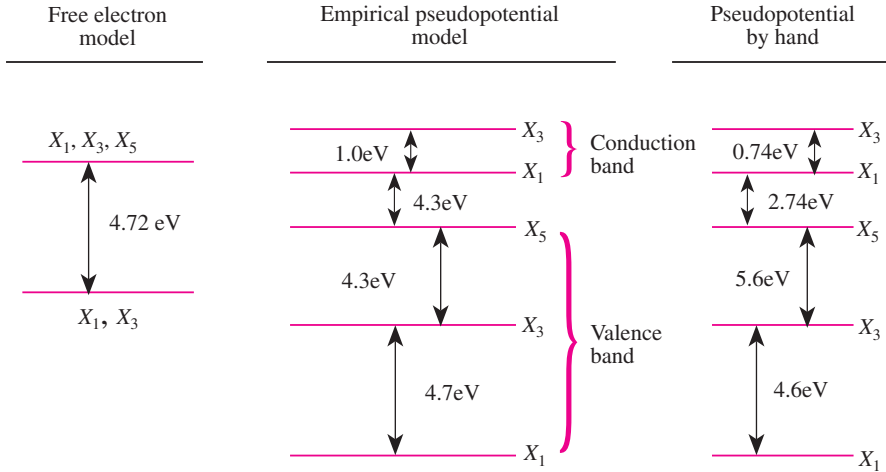 Free electron
model
X1, X3, X5
4.72 eV
X1, X3
Empirical pseudopotential
model
X3
1.0eV
X1
Conduction
band
4.3eV
X5
4.3eV
X3
Valence
band
4.7eV
X1
Pseudopotential
by hand
X3
0.74eV
X1
2.74eV
X5
5.6eV
X3
4.6eV
X1